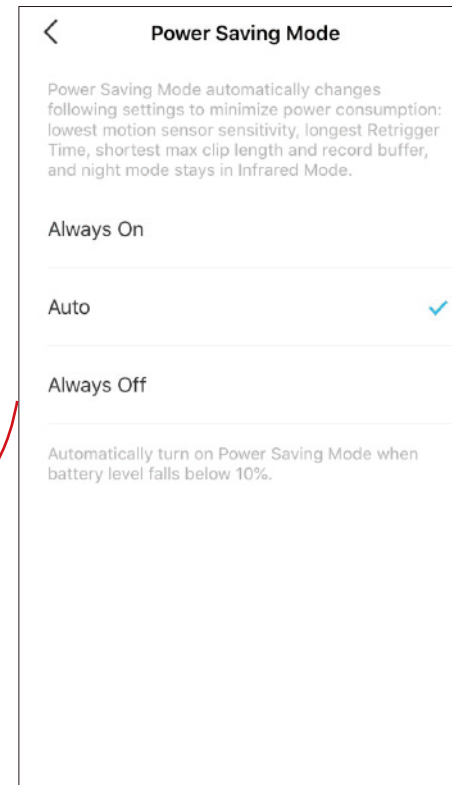 Power Saving Mode
Power Saving Mode automatically changes
following settings to minimize power consumption:
lowest motion sensor sensitivity, longest Retrigger
Time, shortest max clip length and record buffer,
and night mode stays in Infrared Mode.
Always On
Auto
Always Off
Automatically turn on Power Saving Mode when
battery level falls below 10%.